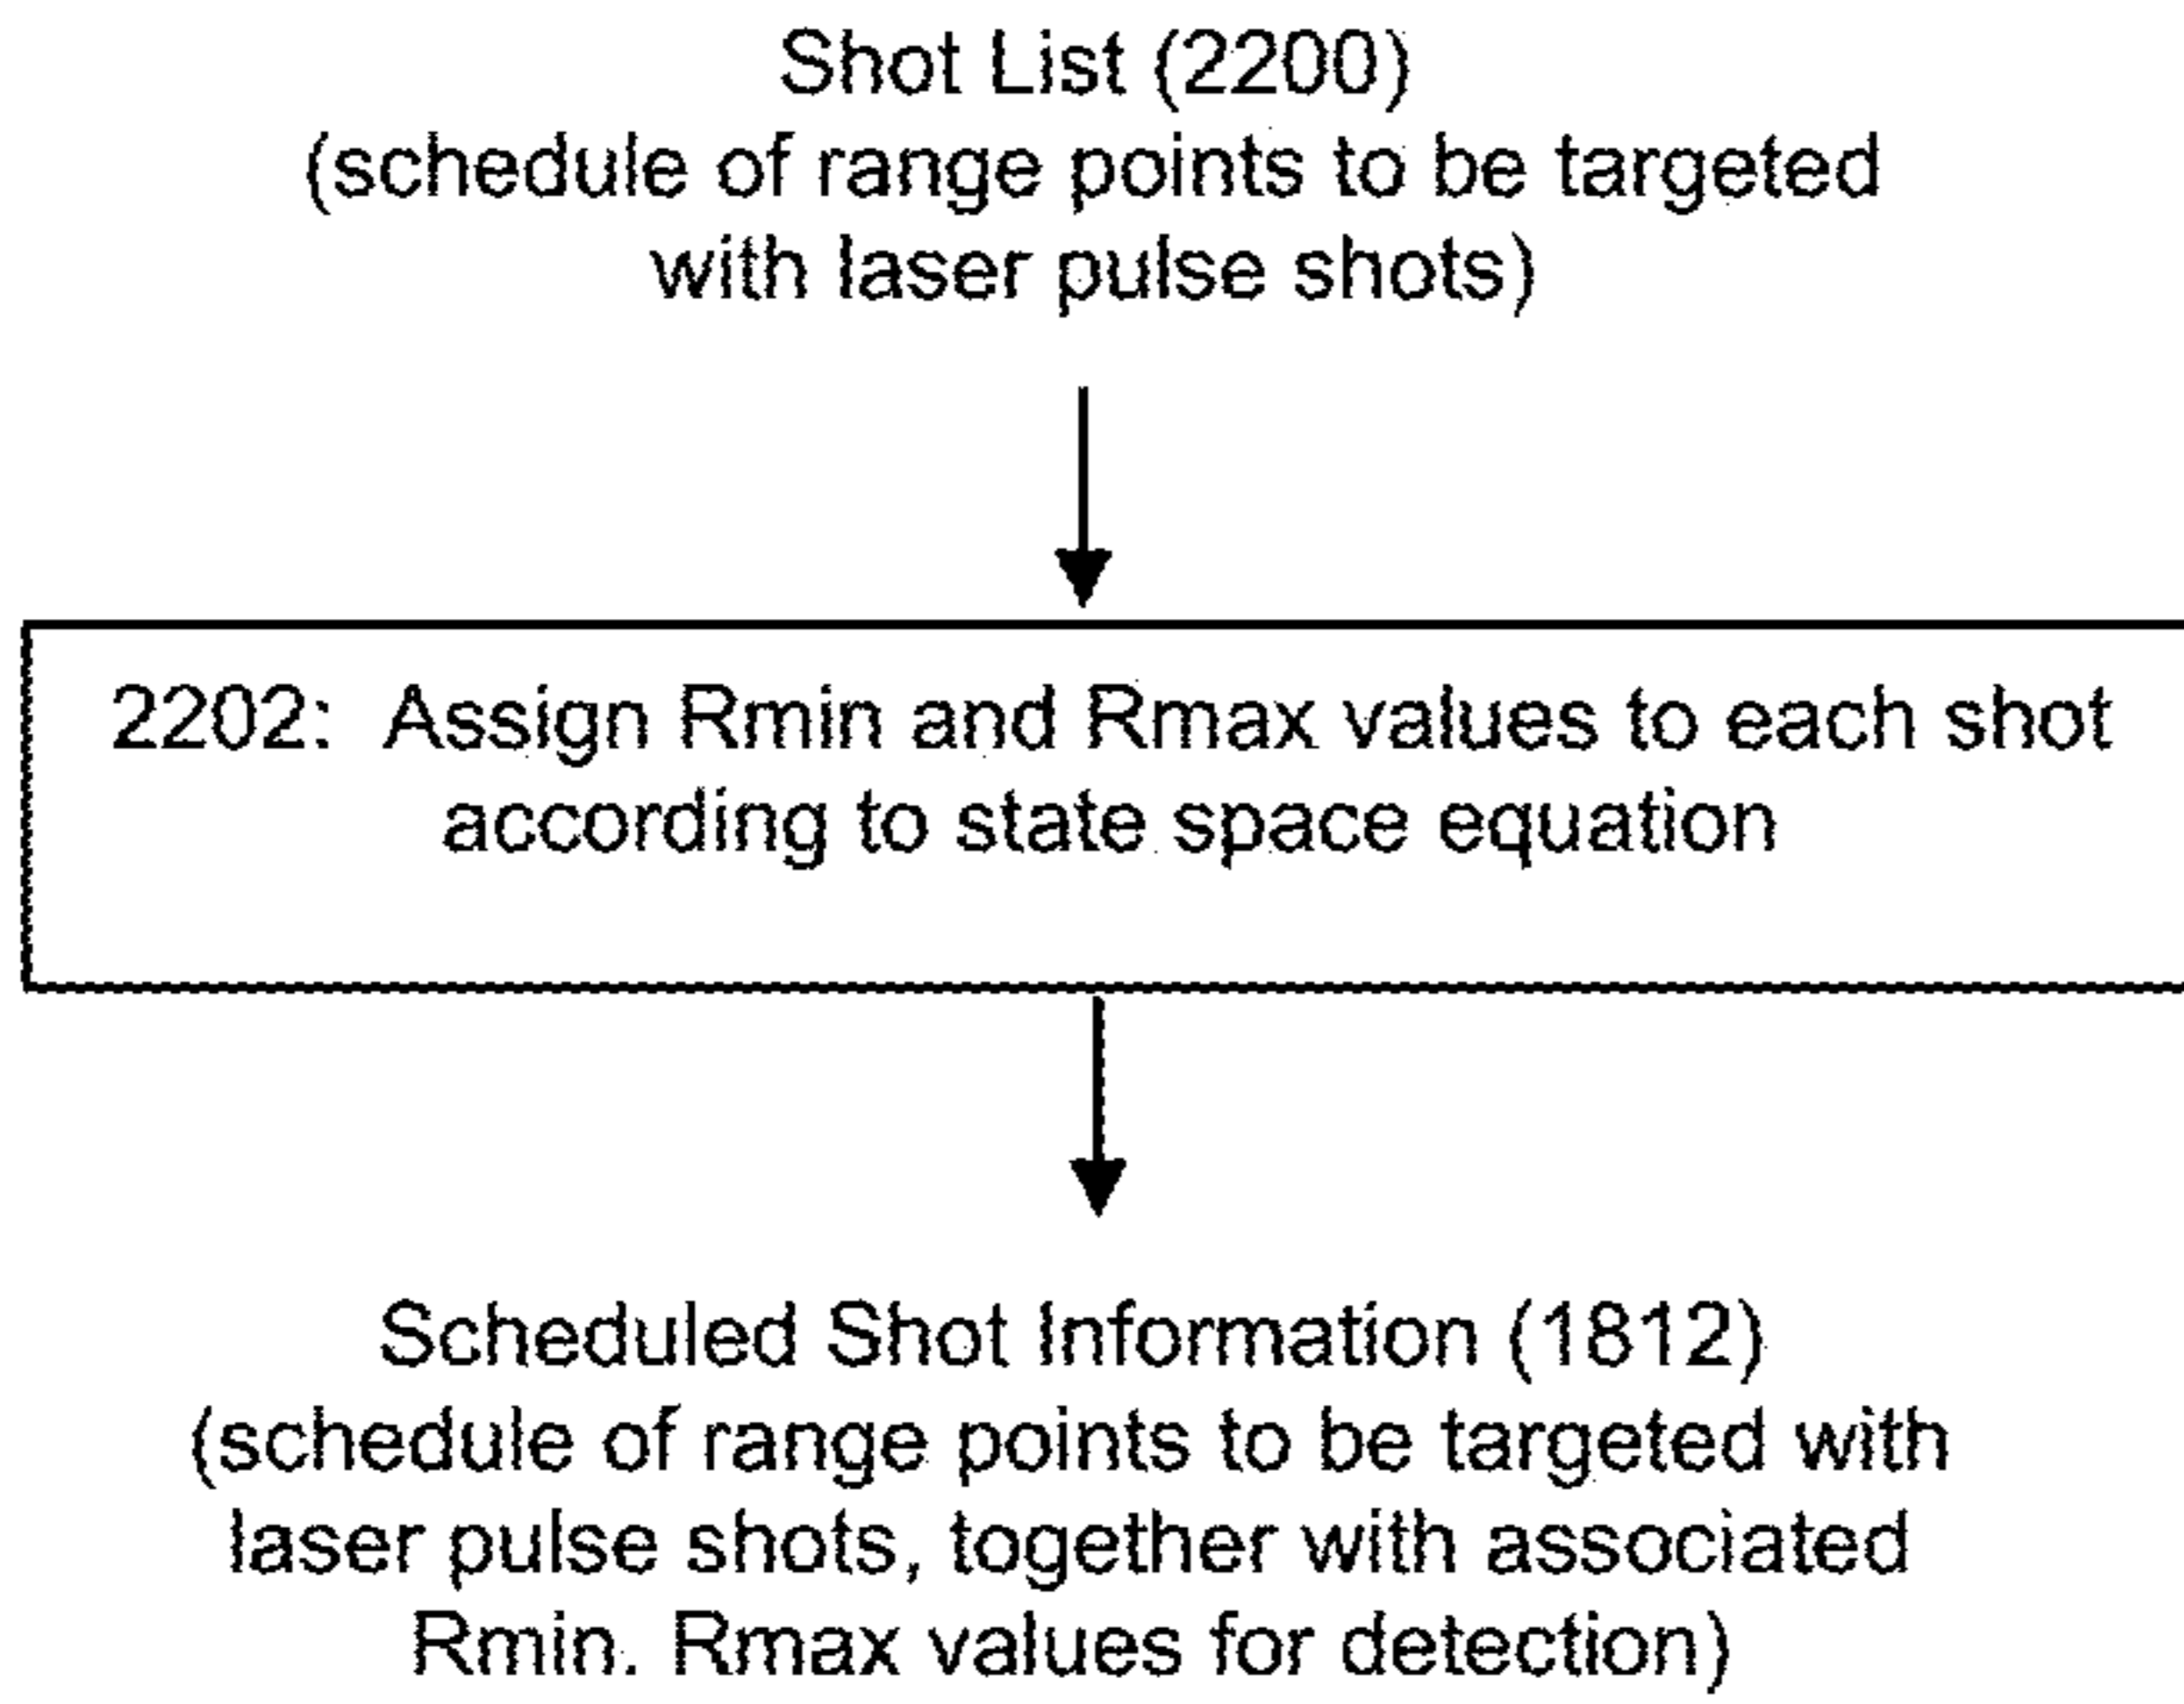 Shot List (2200)
(schedule of range points to be targeted
with laser pulse shots)
2202: Assign Rmin and Rmax values to each shot
according to state space equation
Scheduled Shot Information (1812)
(schedule of range points to be targeted with
laser pulse shots, together with associated
Rmin. Rmax values for detection)